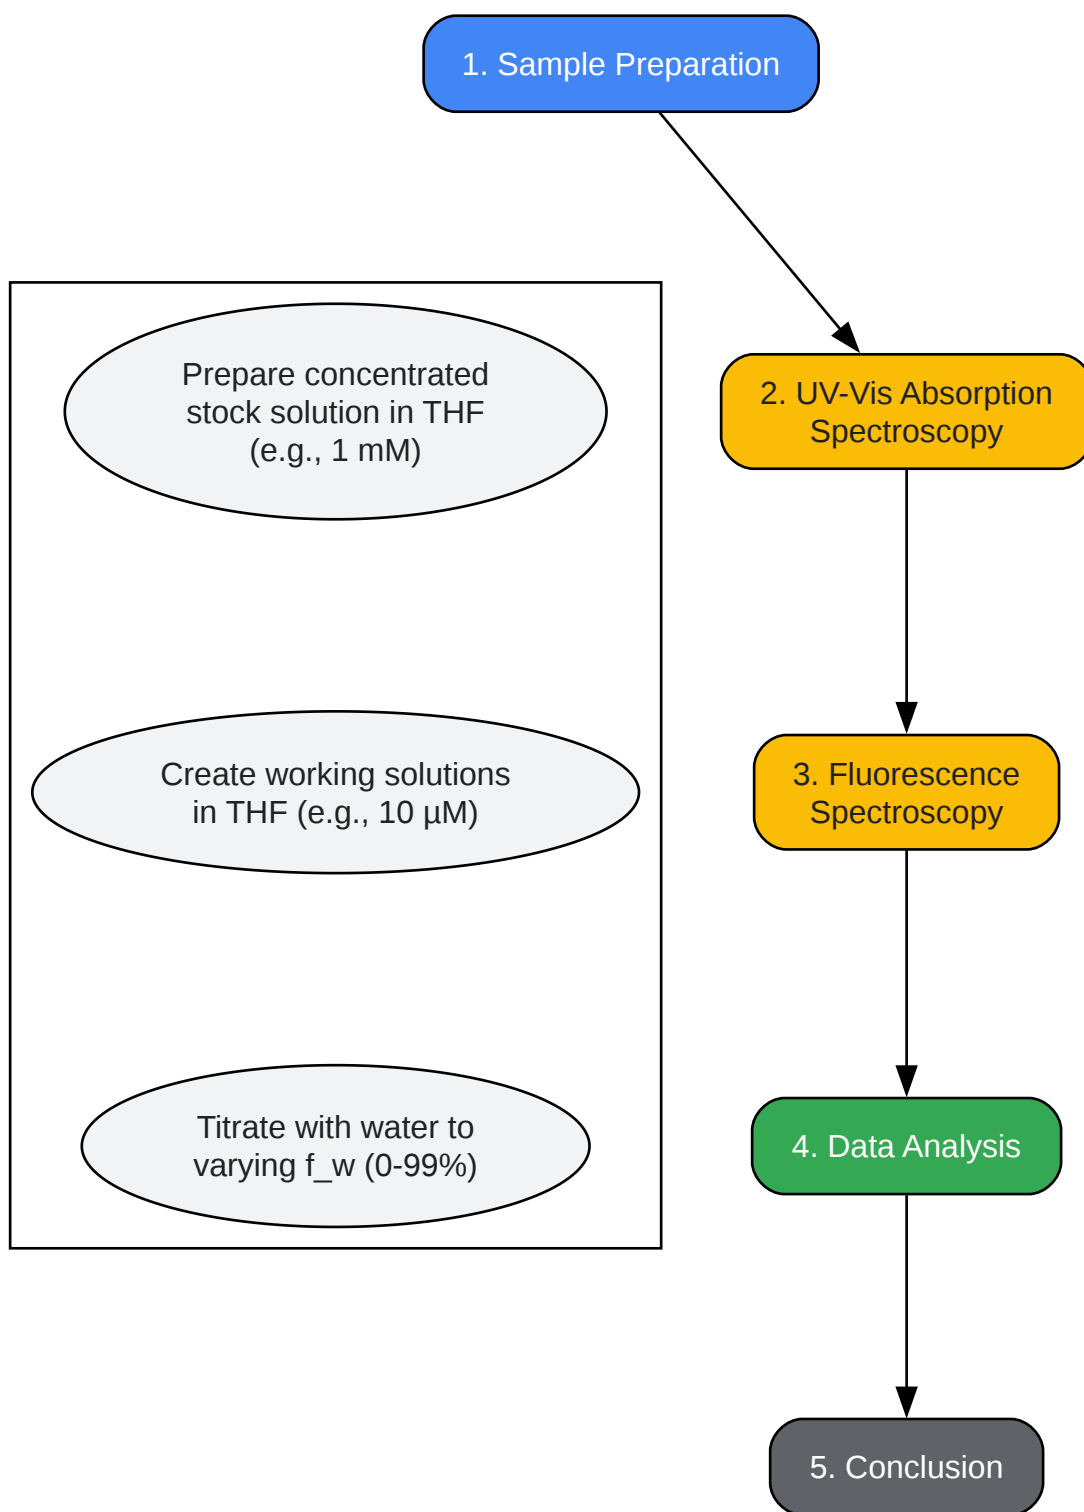 1. Sample Preparation
Prepare concentrated
stock solution in THF
(e.g., 1 mM)
2. UV-Vis Absorption
Spectroscopy
Create working solutions
in THF (e.g., 10 µM)
3. Fluorescence
Spectroscopy
Titrate with water to
varying f_w (0-99%)
4. Data Analysis
5. Conclusion